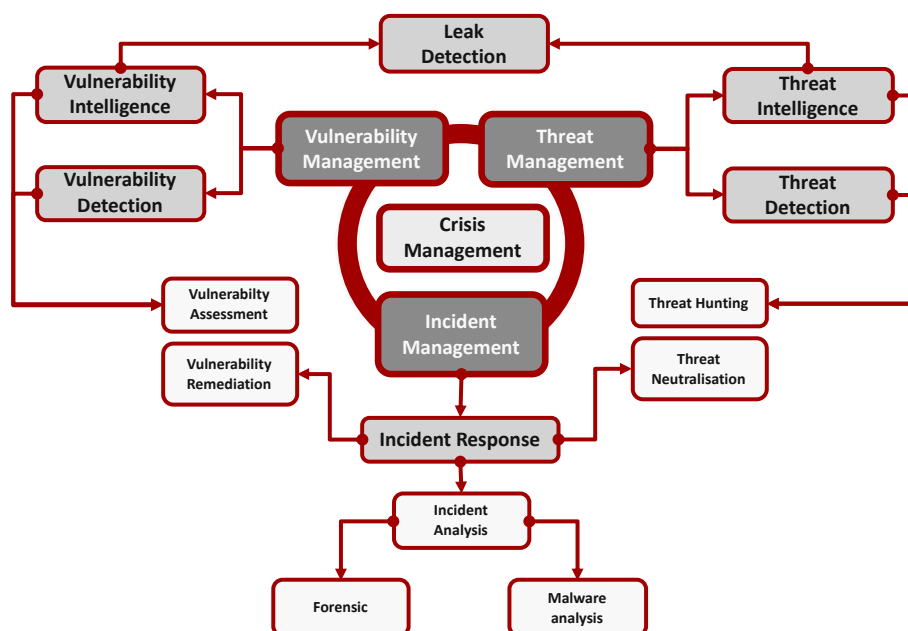 Leak
Detection
Vulnerability
Intelligence
Threat
Intelligence
Vulnerability
Management
Threat
Management
Vulnerability
Detection
Threat
Detection
Crisis
Management
Vulnerabilty
Assessment
Threat Hunting
Incident
Management
Vulnerability
Remediation
Threat
Neutralisation
Incident Response
Incident
Analysis
Forensic
Malware
analysis